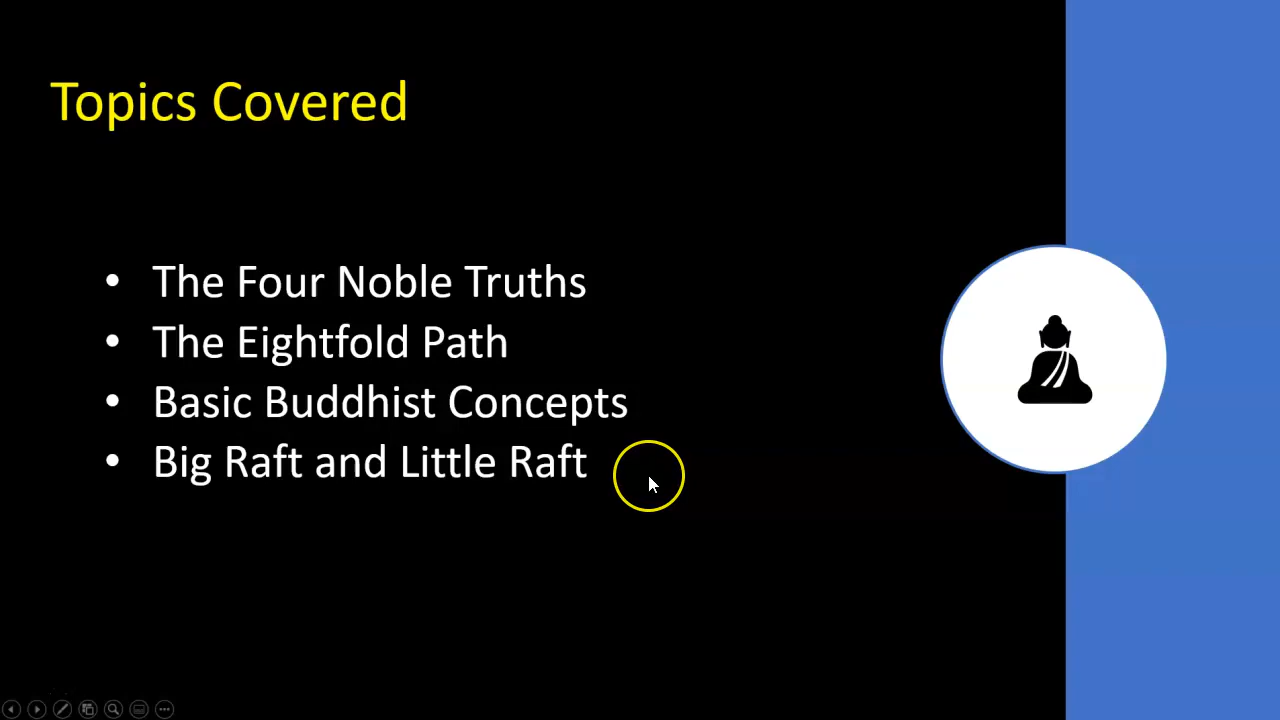 Topics Covered
• The Four Noble Truths
• The Eightfold Path
• Basic Buddhist Concepts
• Big Raft and Little Raft